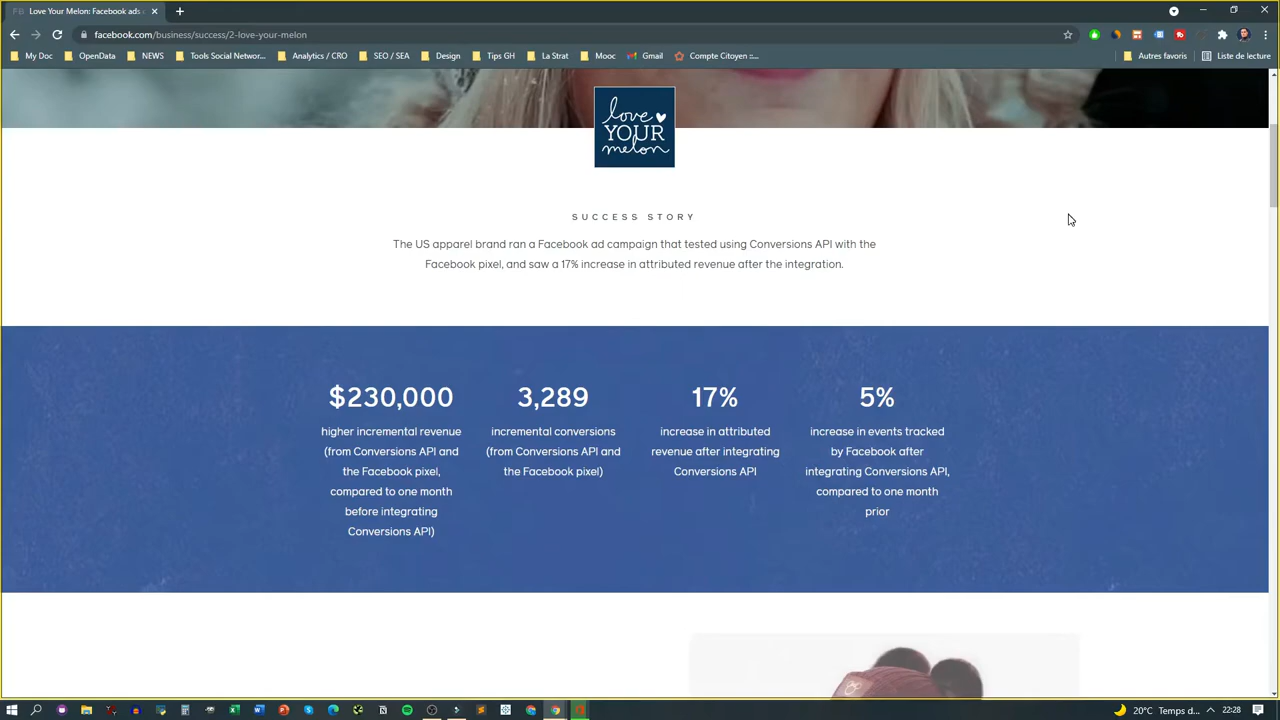 Love Your Melon: Facebook ads
facebook.com/business/success/2-love-your-melon
My Doc OpenData NEWS Tools Social Networ... Analytics / CRO SEO / SEA Design Tips GH La Strat Mooc Gmail Compte Citoyen ::... Autres favoris Liste de lecture
love
YOUR
melon
SUCCESS STORY
The US apparel brand ran a Facebook ad campaign that tested using Conversions API with the
Facebook pixel, and saw a 17% increase in attributed revenue after the integration.
$230,000
higher incremental revenue
(from Conversions API and
the Facebook pixel,
compared to one month
before integrating
Conversions API)
3,289
incremental conversions
(from Conversions API and
the Facebook pixel)
17%
increase in attributed
revenue after integrating
Conversions API
5%
increase in events tracked
by Facebook after
integrating Conversions API,
compared to one month
prior
20°C Temps d... 22:28